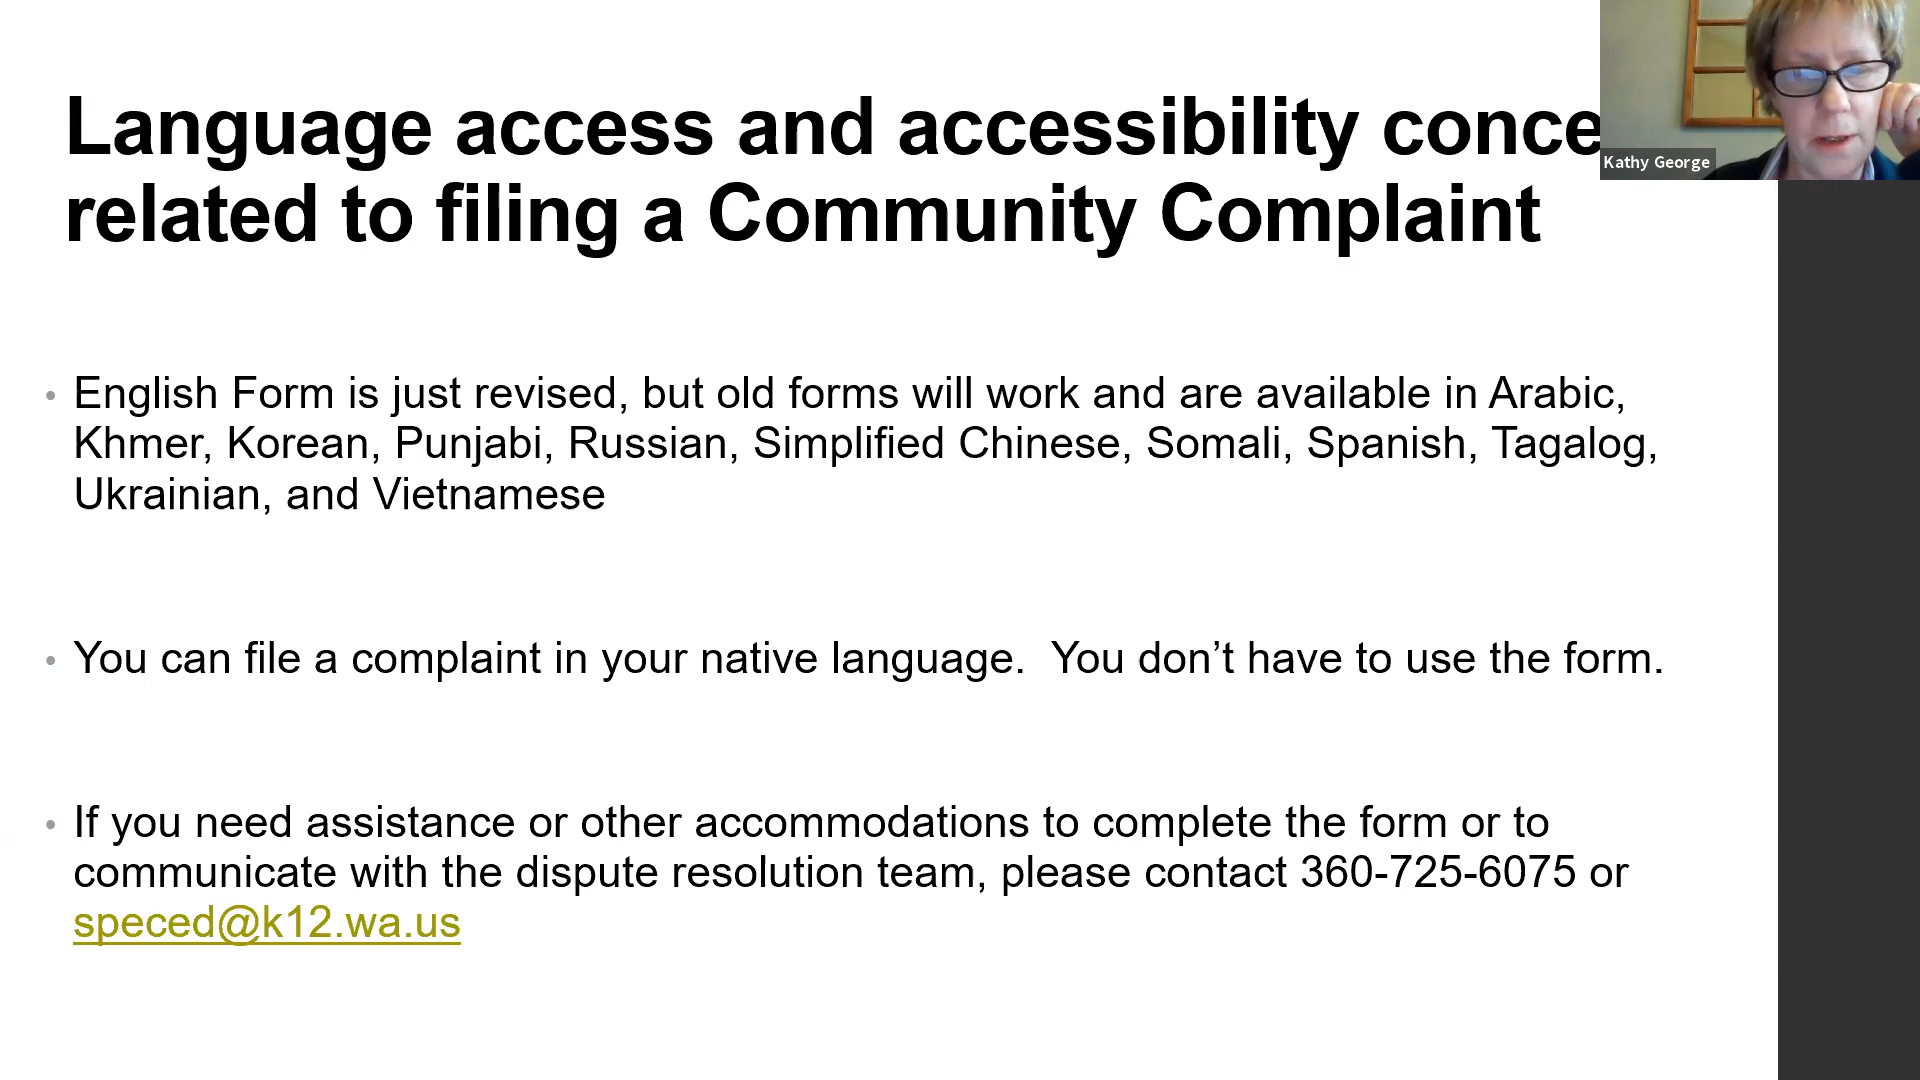 Language access and accessibility conce
related to filing a Community Complaint
Kathy George
• English Form is just revised, but old forms will work and are available in Arabic,
Khmer, Korean, Punjabi, Russian, Simplified Chinese, Somali, Spanish, Tagalog,
Ukrainian, and Vietnamese
• You can file a complaint in your native language.  You don’t have to use the form.
• If you need assistance or other accommodations to complete the form or to
communicate with the dispute resolution team, please contact 360-725-6075 or
speced@k12.wa.us